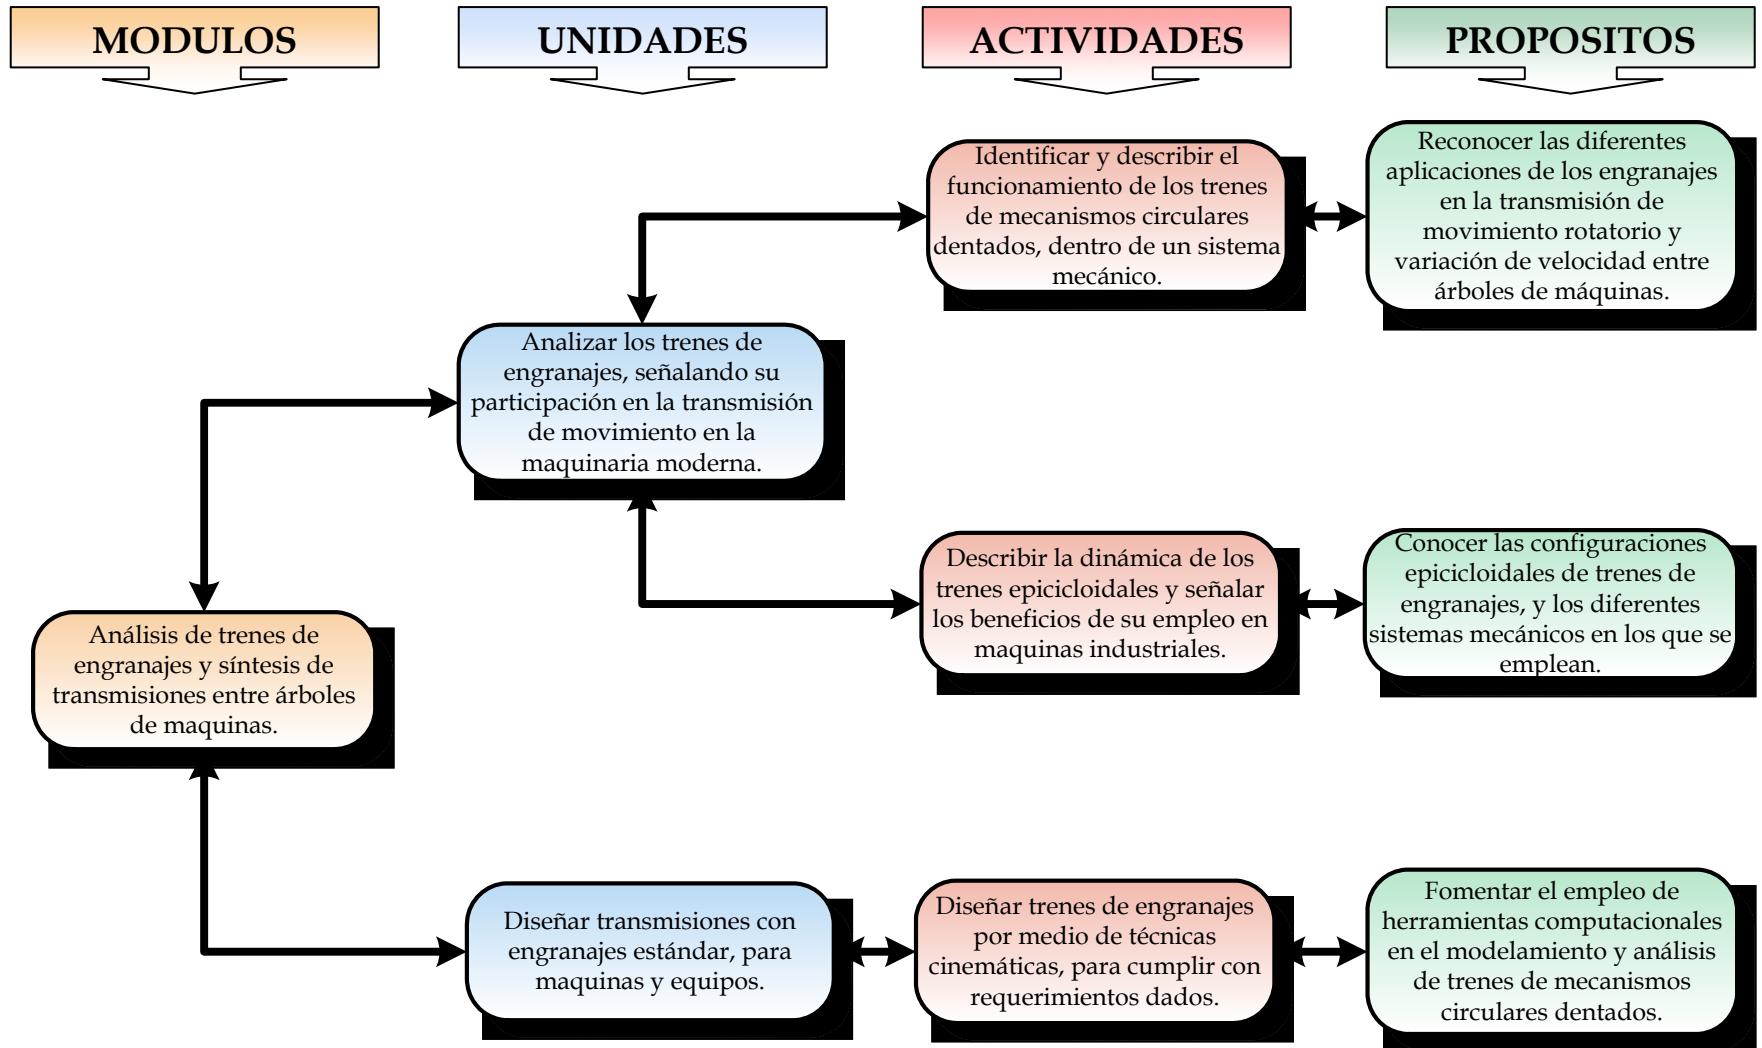 MODULOS
UNIDADES
ACTIVIDADES
PROPOSITOS
Identificar y describir el
funcionamiento de los trenes
de mecanismos circulares
dentados, dentro de un sistema
mecánico.
Reconocer las diferentes
aplicaciones de los engranajes
en la transmisión de
movimiento rotatorio y
variación de velocidad entre
árboles de máquinas.
Analizar los trenes de
engranajes, señalando su
participación en la transmisión
de movimiento en la
maquinaria moderna.
Describir la dinámica de los
trenes epicicloidales y señalar
los beneficios de su empleo en
maquinas industriales.
Conocer las configuraciones
epicicloidales de trenes de
engranajes, y los diferentes
sistemas mecánicos en los que se
emplean.
Análisis de trenes de
engranajes y síntesis de
transmisiones entre árboles
de maquinas.
Diseñar transmisiones con
engranajes estándar, para
maquinas y equipos.
Diseñar trenes de engranajes
por medio de técnicas
cinemáticas, para cumplir con
requerimientos dados.
Fomentar el empleo de
herramientas computacionales
en el modelamiento y análisis
de trenes de mecanismos
circulares dentados.